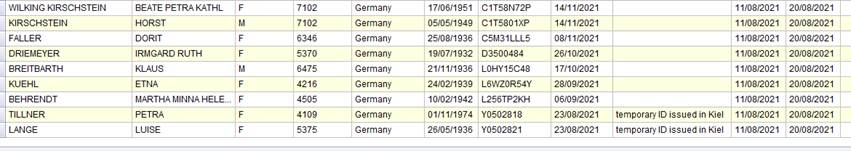 WILKING KIRSCHSTEIN BEATE PETRA KATHL F 7102 Germany 17/06/1951 C1T58N72P 14/11/2021 11/08/2021 20/08/2021
KIRSCHSTEIN HORST M 7102 Germany 05/05/1949 C1T5801XP 14/11/2021 11/08/2021 20/08/2021
FALLER DORIT F 6346 Germany 25/08/1936 C5M31LLL5 08/11/2021 11/08/2021 20/08/2021
DRIEMEYER IRMGARD RUTH F 5370 Germany 19/07/1932 D3500484 26/10/2021 11/08/2021 20/08/2021
BREITBARTH KLAUS M 6475 Germany 21/11/1936 L0HY15C48 17/10/2021 11/08/2021 20/08/2021
KUEHL ETNA F 4216 Germany 24/02/1939 L6WZ0R54Y 28/09/2021 11/08/2021 20/08/2021
BEHRENDT MARTHA MINNA HELE... F 4505 Germany 10/02/1942 L256TP2KH 06/09/2021 11/08/2021 20/08/2021
TILLNER PETRA F 4109 Germany 01/11/1974 Y0502818 23/08/2021 temporary ID issued in Kiel 11/08/2021 20/08/2021
LANGE LUISE F 5375 Germany 26/05/1936 Y0502821 23/08/2021 temporary ID issued in Kiel 11/08/2021 20/08/2021